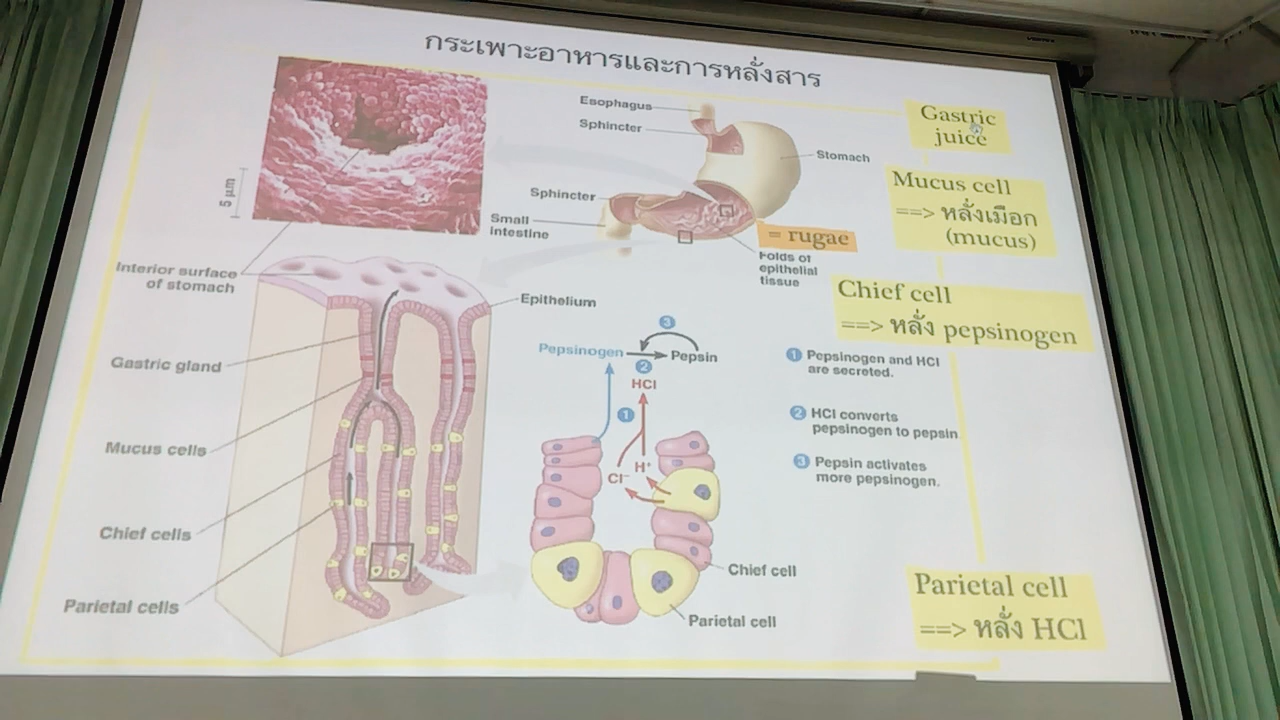 กระเพาะอาหารและการหลั่งสาร
Esophagus
Sphincter
Stomach
Sphincter
Small
intestine
= rugae
Folds of
epithelial
tissue
5 µm
Interior surface
of stomach
Epithelium
Gastric gland
Mucus cells
Chief cells
Parietal cells
3
Pepsinogen
Pepsin
2
HCl
1
H⁺
Cl⁻
Chief cell
Parietal cell
1 Pepsinogen and HCl
are secreted.
2 HCl converts
pepsinogen to pepsin
3 Pepsin activates
more pepsinogen.
Gastric
juice
Mucus cell
==> หลั่งเมือก
(mucus)
Chief cell
==> หลั่ง pepsinogen
Parietal cell
==> หลั่ง HCl